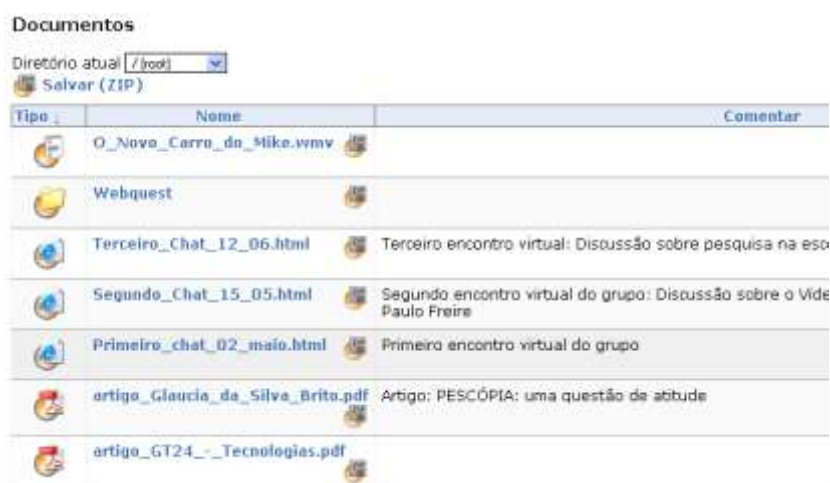 Documentos
Diretório atual / (root)
Salvar (ZIP)
Tipo ↓ Nome Comentar
O_Novo_Carro_do_Mike.wmv
Webquest
Terceiro_Chat_12_06.html Terceiro encontro virtual: Discussão sobre pesquisa na esc
Segundo_Chat_15_05.html Segundo encontro virtual do grupo: Discussão sobre o Víde
Paulo Freire
Primeiro_chat_02_maio.html Primeiro encontro virtual do grupo
artigo_Glaucia_da_Silva_Brito.pdf Artigo: PESCÓPIA: uma questão de atitude
artigo_GT24_-_Tecnologias.pdf